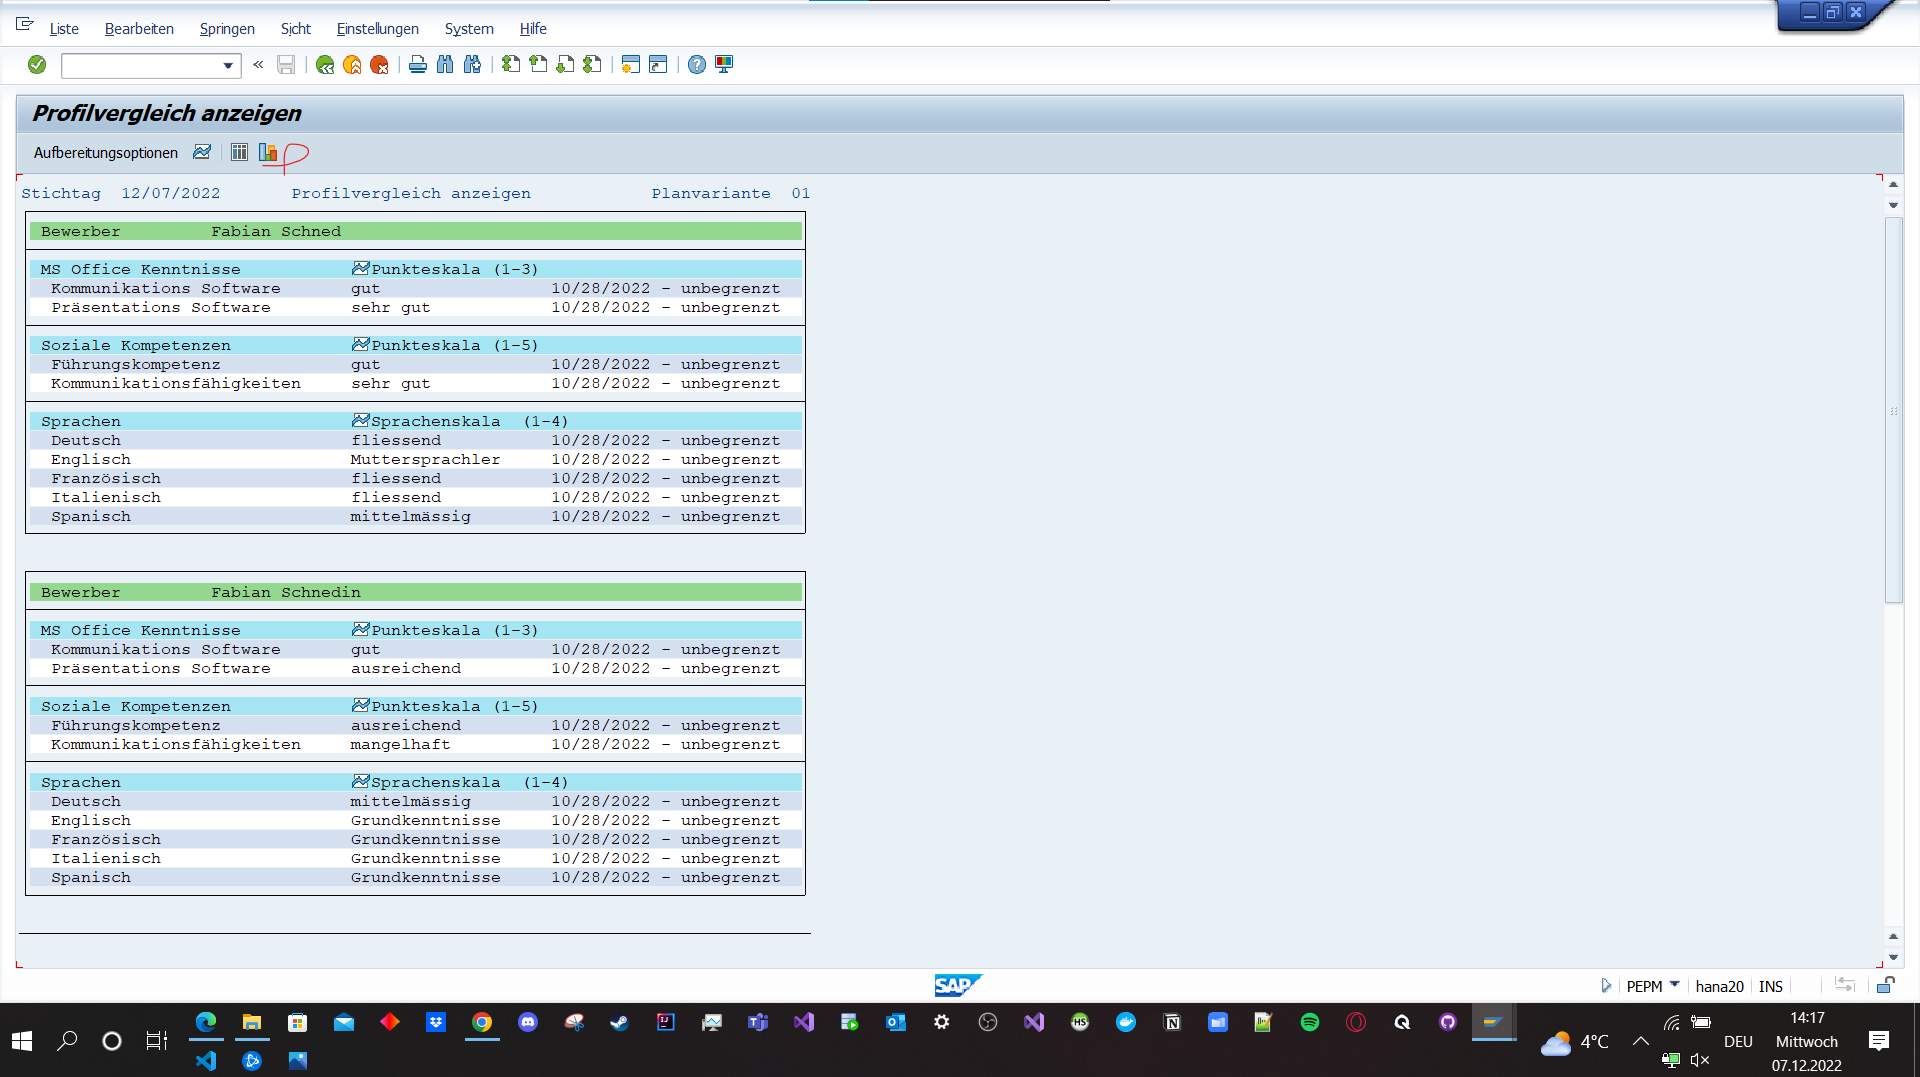 Liste Bearbeiten Springen Sicht Einstellungen System Hilfe
Profilvergleich anzeigen
Aufbereitungsoptionen
Stichtag 12/07/2022 Profilvergleich anzeigen Planvariante 01
Bewerber Fabian Schned
MS Office Kenntnisse Punkteskala (1-3)
Kommunikations Software gut 10/28/2022 - unbegrenzt
Präsentations Software sehr gut 10/28/2022 - unbegrenzt
Soziale Kompetenzen Punkteskala (1-5)
Führungskompetenz gut 10/28/2022 - unbegrenzt
Kommunikationsfähigkeiten sehr gut 10/28/2022 - unbegrenzt
Sprachen Sprachenskala (1-4)
Deutsch fliessend 10/28/2022 - unbegrenzt
Englisch Muttersprachler 10/28/2022 - unbegrenzt
Französisch fliessend 10/28/2022 - unbegrenzt
Italienisch fliessend 10/28/2022 - unbegrenzt
Spanisch mittelmässig 10/28/2022 - unbegrenzt
Bewerber Fabian Schnedin
MS Office Kenntnisse Punkteskala (1-3)
Kommunikations Software gut 10/28/2022 - unbegrenzt
Präsentations Software ausreichend 10/28/2022 - unbegrenzt
Soziale Kompetenzen Punkteskala (1-5)
Führungskompetenz ausreichend 10/28/2022 - unbegrenzt
Kommunikationsfähigkeiten mangelhaft 10/28/2022 - unbegrenzt
Sprachen Sprachenskala (1-4)
Deutsch mittelmässig 10/28/2022 - unbegrenzt
Englisch Grundkenntnisse 10/28/2022 - unbegrenzt
Französisch Grundkenntnisse 10/28/2022 - unbegrenzt
Italienisch Grundkenntnisse 10/28/2022 - unbegrenzt
Spanisch Grundkenntnisse 10/28/2022 - unbegrenzt
SAP PEPM hana20 INS
4°C DEU 14:17
Mittwoch
07.12.2022